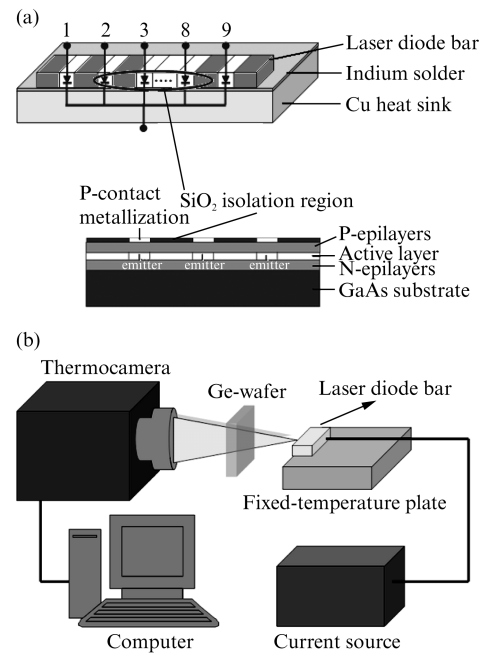 (a)
1 2 3 8 9
Laser diode bar
Indium solder
Cu heat sink
P-contact
metallization
SiO₂ isolation region
P-epilayers
Active layer
emitter emitter emitter
N-epilayers
GaAs substrate
(b)
Thermocamera
Ge-wafer
Laser diode bar
Fixed-temperature plate
Computer
Current source